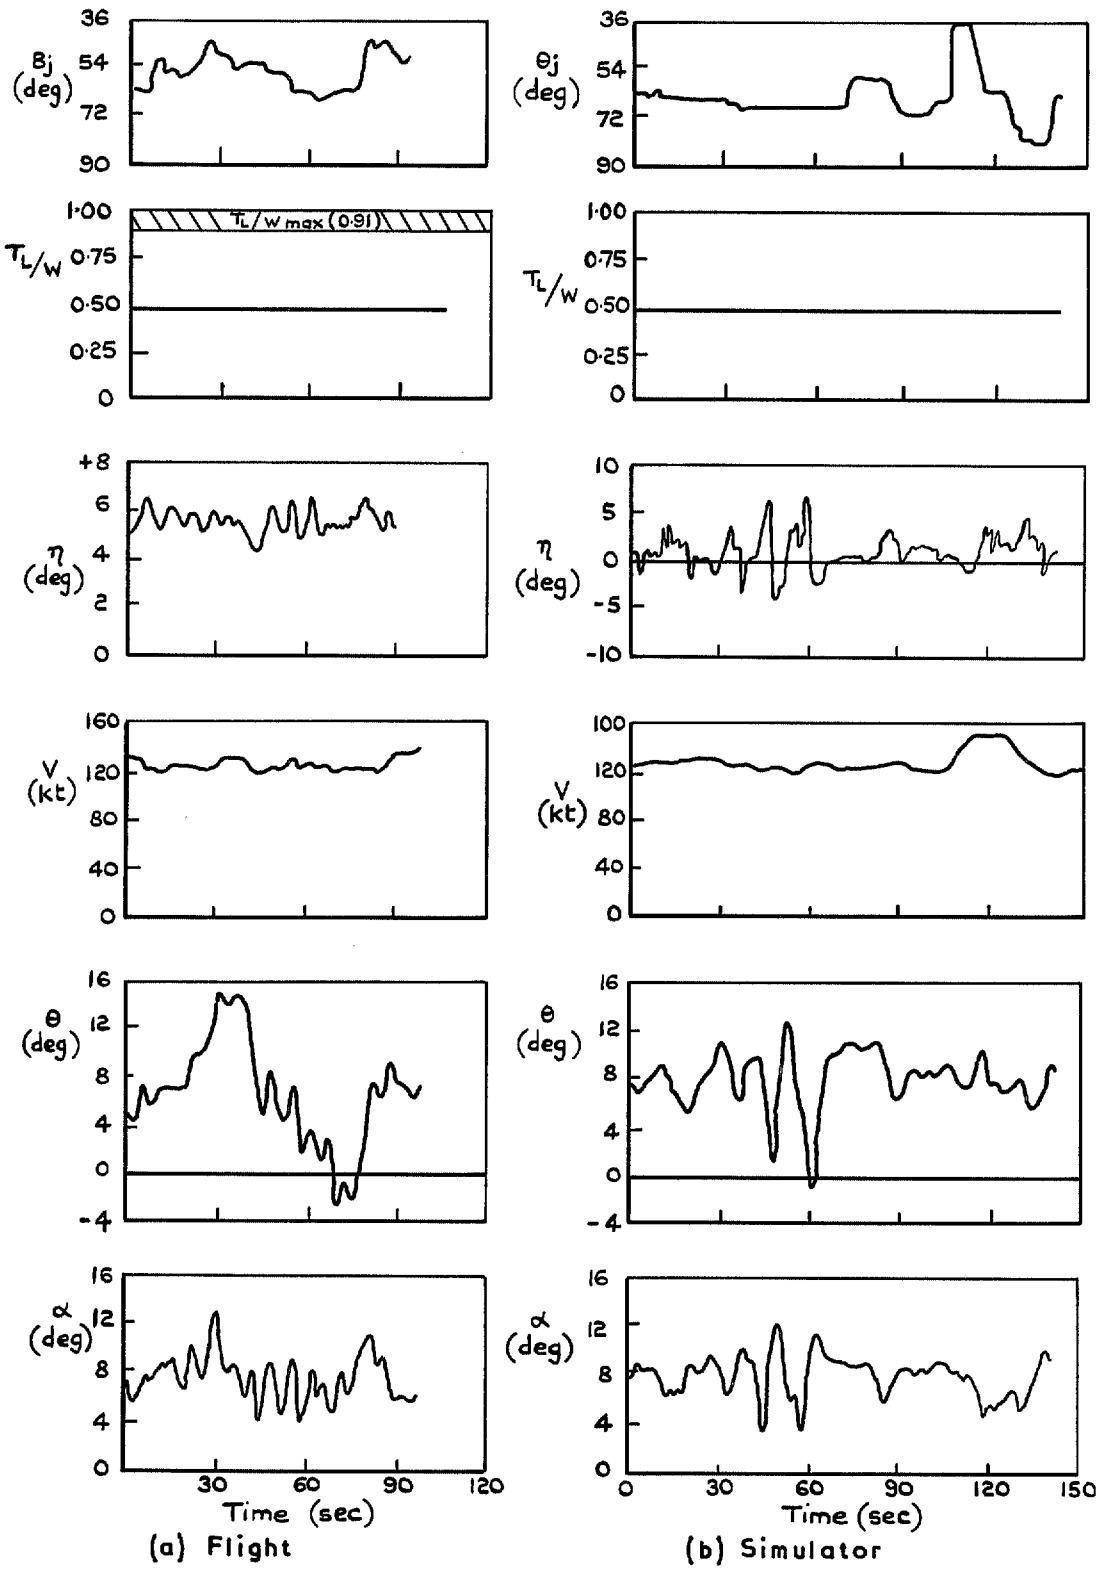 36
Bj
(deg)
54
72
90
36
θj
(deg)
54
72
90
1.00
TL/W max (0.91)
TL/W
0.75
0.50
0.25
0
1.00
0.75
TL/W
0.50
0.25
0
+8
6
η
(deg)
4
2
0
10
5
η
(deg)
0
-5
-10
160
V
(kt)
120
80
40
0
100
120
V
(kt)
80
40
0
16
θ
(deg)
12
8
4
0
-4
16
θ
(deg)
12
8
4
0
-4
16
α
(deg)
12
8
4
0
30 60 90 120
Time (sec)
(a) Flight
16
α
(deg)
12
8
4
0
0 30 60 90 120 150
Time (sec)
(b) Simulator